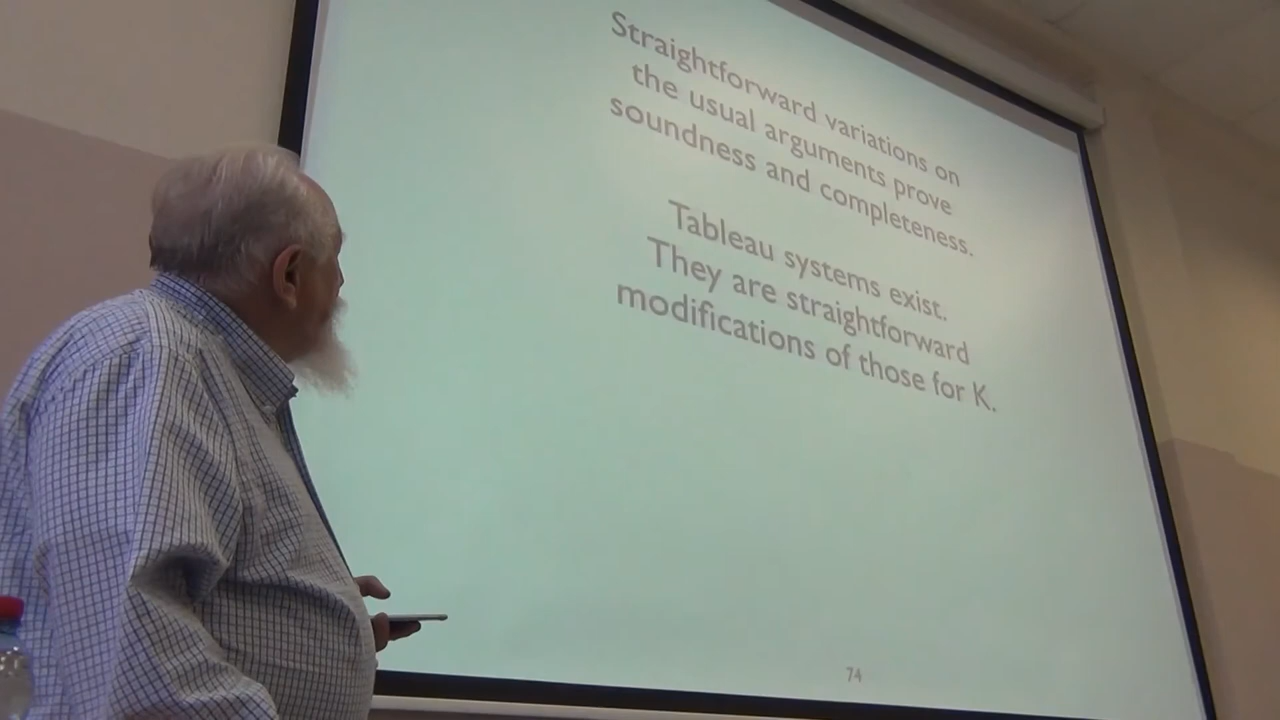 Straightforward variations on
the usual arguments prove
soundness and completeness.
Tableau systems exist.
They are straightforward
modifications of those for K.
74